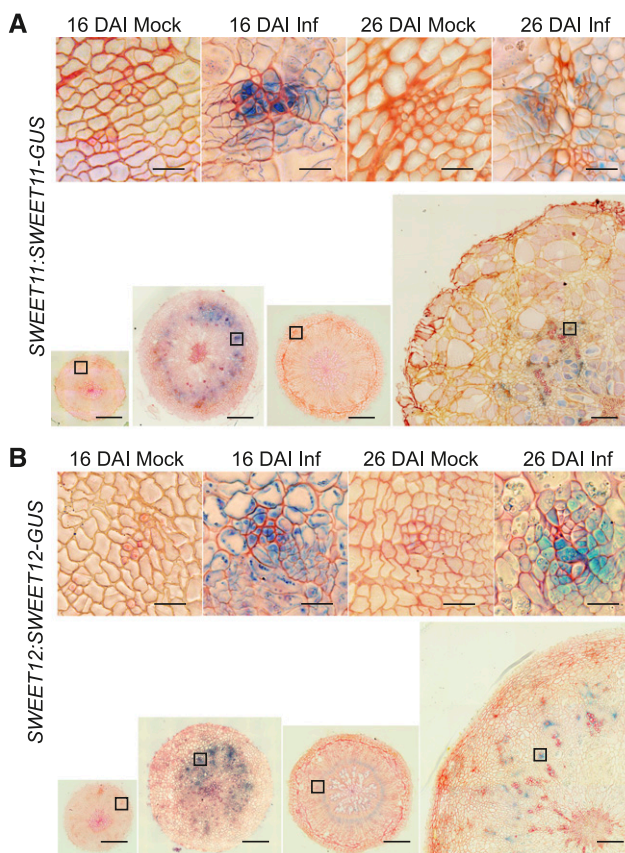 A
16 DAI Mock 16 DAI Inf 26 DAI Mock 26 DAI Inf
SWEET11:SWEET11-GUS
B
16 DAI Mock 16 DAI Inf 26 DAI Mock 26 DAI Inf
SWEET12:SWEET12-GUS